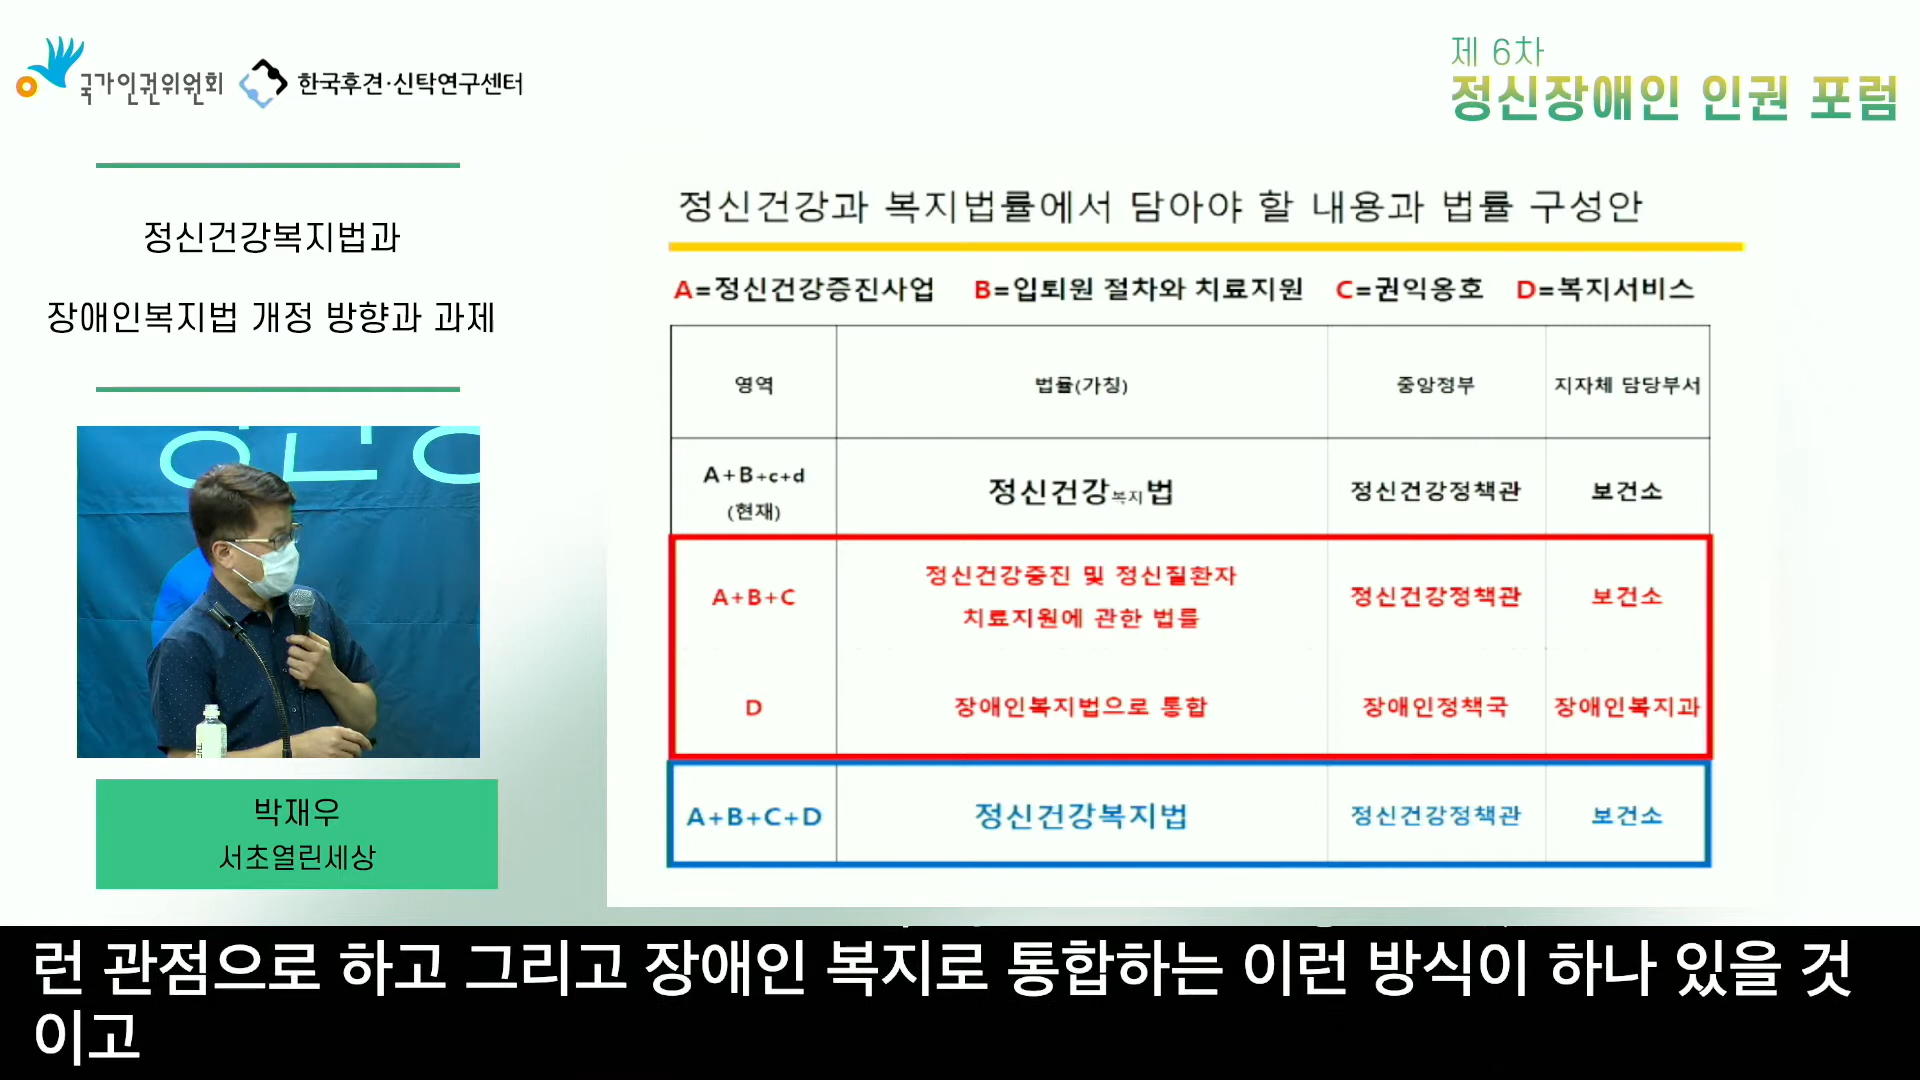 국가인권위원회
한국후견·신탁연구센터
제 6차
정신장애인 인권 포럼
정신건강복지법과
장애인복지법 개정 방향과 과제
박재우
서초열린세상
정신건강과 복지법률에서 담아야 할 내용과 법률 구성안
A=정신건강증진사업 B=입퇴원 절차와 치료지원 C=권익옹호 D=복지서비스
영역 법률(가칭) 중앙정부 지자체 담당부서
A+B+c+d
(현재)
정신건강복지법 정신건강정책관 보건소
A+B+C
정신건강증진 및 정신질환자
치료지원에 관한 법률
정신건강정책관 보건소
D 장애인복지법으로 통합 장애인정책국 장애인복지과
A+B+C+D 정신건강복지법 정신건강정책관 보건소
런 관점으로 하고 그리고 장애인 복지로 통합하는 이런 방식이 하나 있을 것
이고